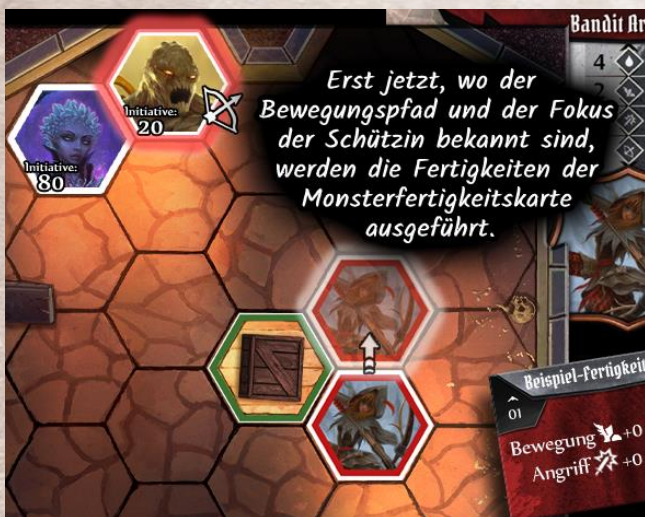 Bandit Ar
4
Erst jetzt, wo der
Bewegungspfad und der Fokus
der Schützin bekannt sind,
werden die Fertigkeiten der
Monsterfertigkeitskarte
ausgeführt.
Initiative:
20
Initiative:
80
Beispiel-Fertigkeit
01
Bewegung +0
Angriff +0